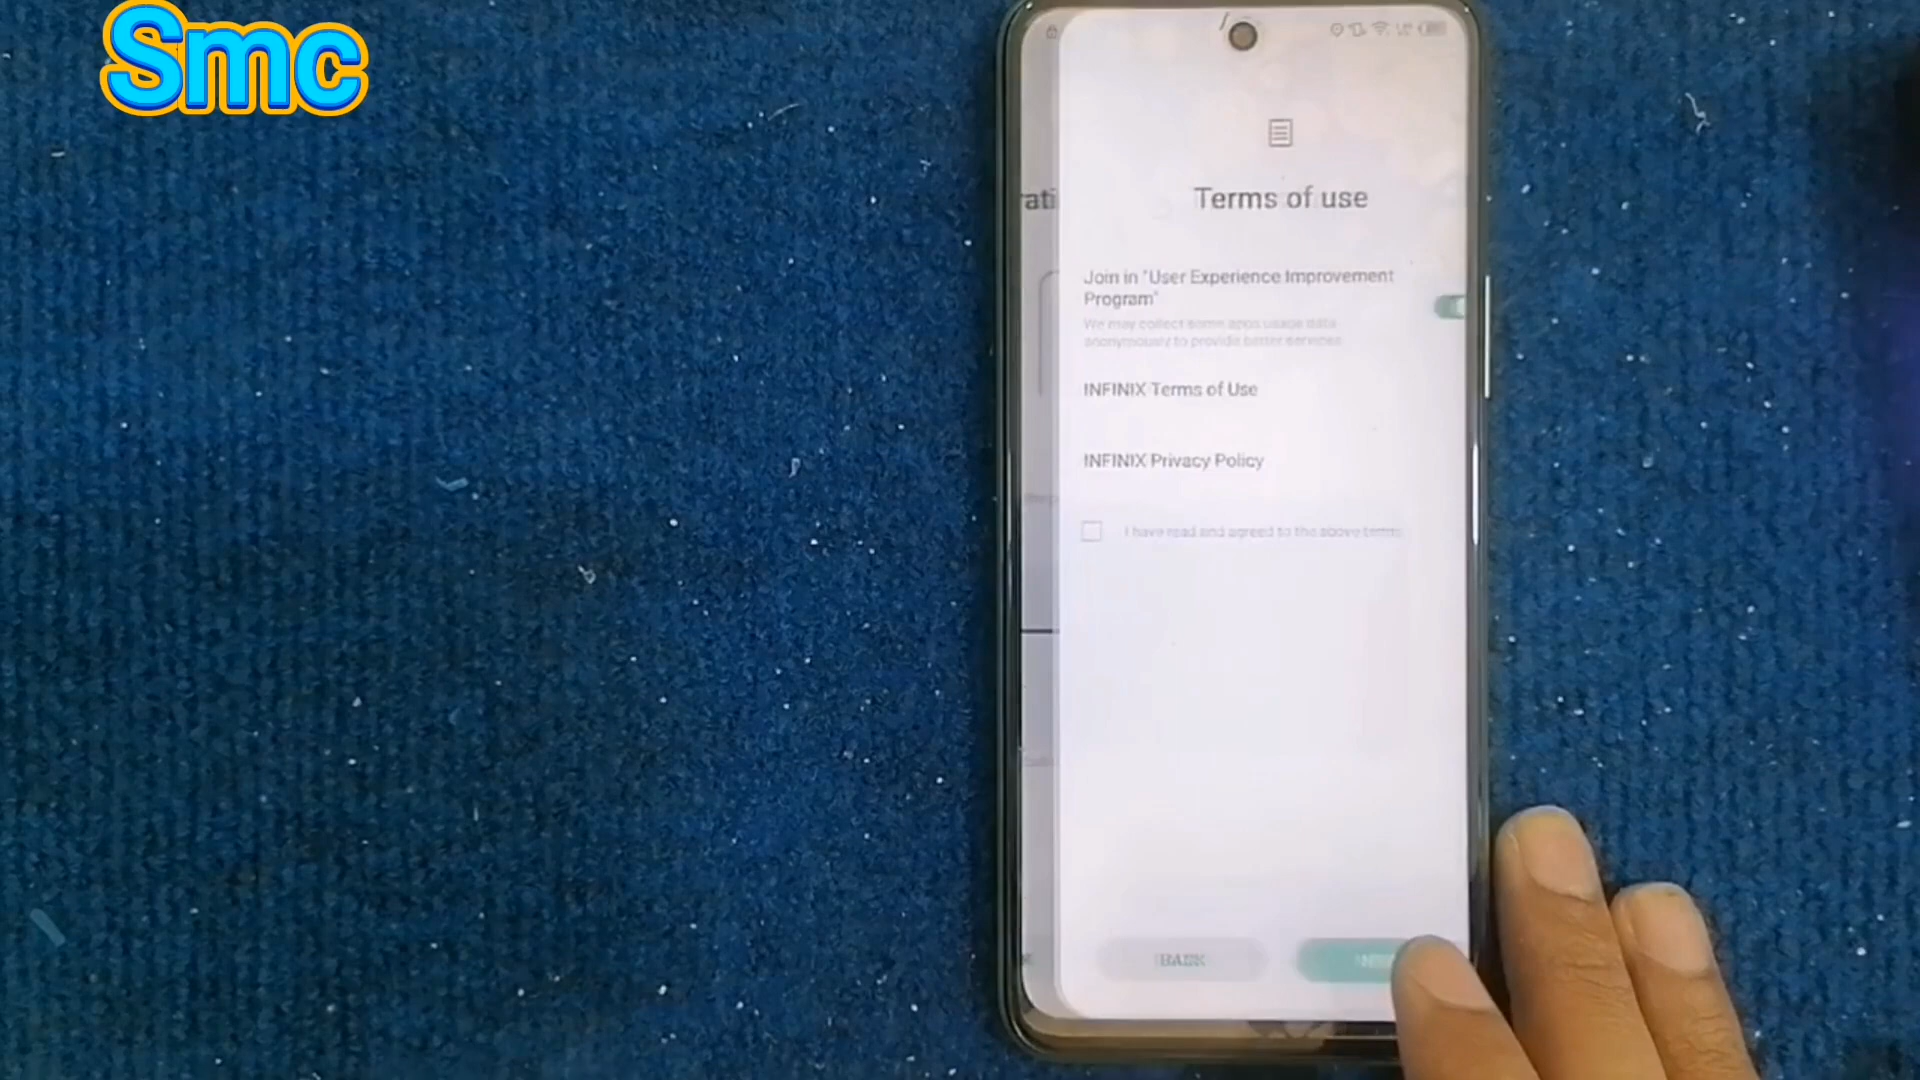 Smc
rati
Terms of use
Join in "User Experience Improvement
Program"
We may collect some apps usage data
anonymously to provide better services
INFINIX Terms of Use
INFINIX Privacy Policy
I have read and agreed to the above terms
BACK